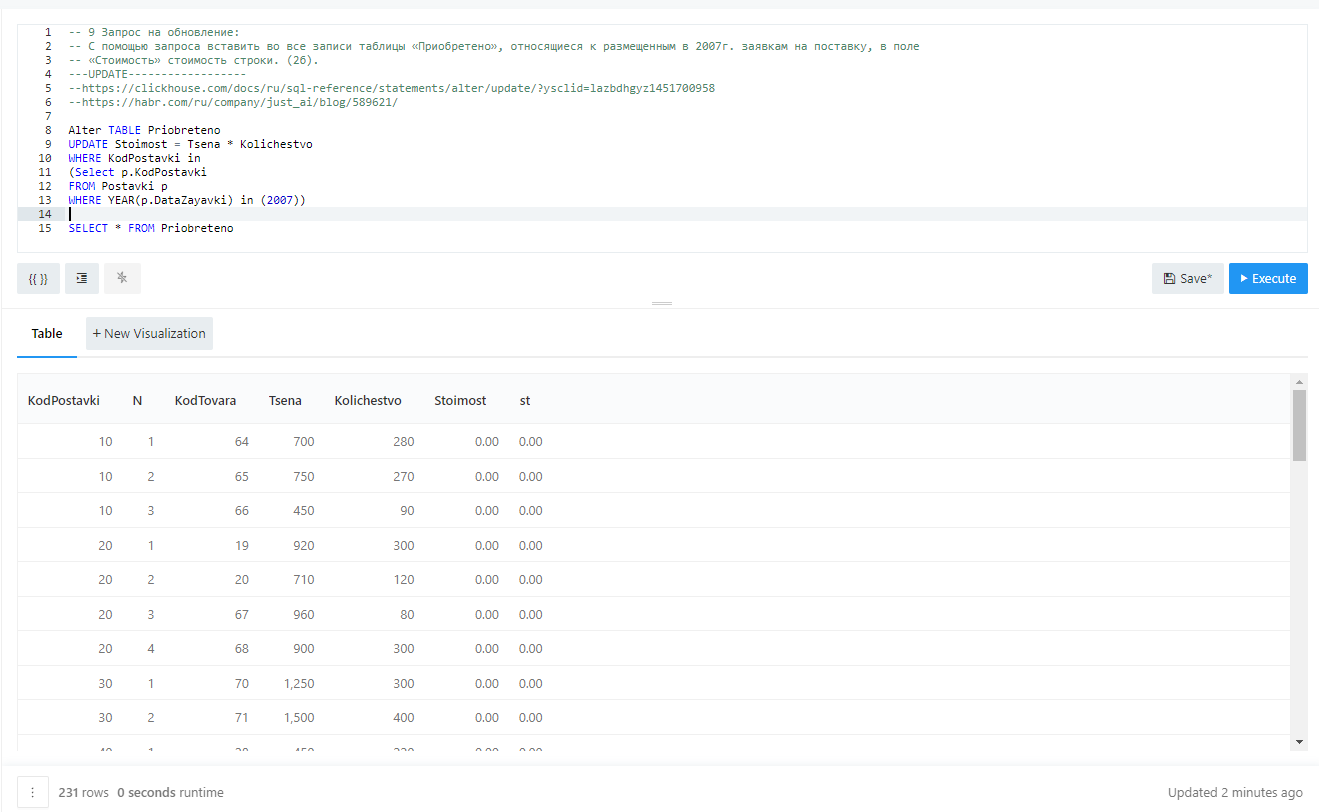 1 -- 9 Запрос на обновление:
2 -- С помощью запроса вставить во все записи таблицы «Приобретено», относящиеся к размещенным в 2007г. заявкам на поставку, в поле
3 -- «Стоимость» стоимость строки. (2б).
4 ---UPDATE------------------
5 --https://clickhouse.com/docs/ru/sql-reference/statements/alter/update/?ysclid=lazbdhgyz1451700958
6 --https://habr.com/ru/company/just_ai/blog/589621/
7
8 Alter TABLE Priobreteno
9 UPDATE Stoimost = Tsena * Kolichestvo
10 WHERE KodPostavki in
11 (Select p.KodPostavki
12 FROM Postavki p
13 WHERE YEAR(p.DataZayavki) in (2007))
14
15 SELECT * FROM Priobreteno
{{ }} Save* Execute
Table + New Visualization
KodPostavki N KodTovara Tsena Kolichestvo Stoimost st
10 1 64 700 280 0.00 0.00
10 2 65 750 270 0.00 0.00
10 3 66 450 90 0.00 0.00
20 1 19 920 300 0.00 0.00
20 2 20 710 120 0.00 0.00
20 3 67 960 80 0.00 0.00
20 4 68 900 300 0.00 0.00
30 1 70 1,250 300 0.00 0.00
30 2 71 1,500 400 0.00 0.00
231 rows 0 seconds runtime Updated 2 minutes ago